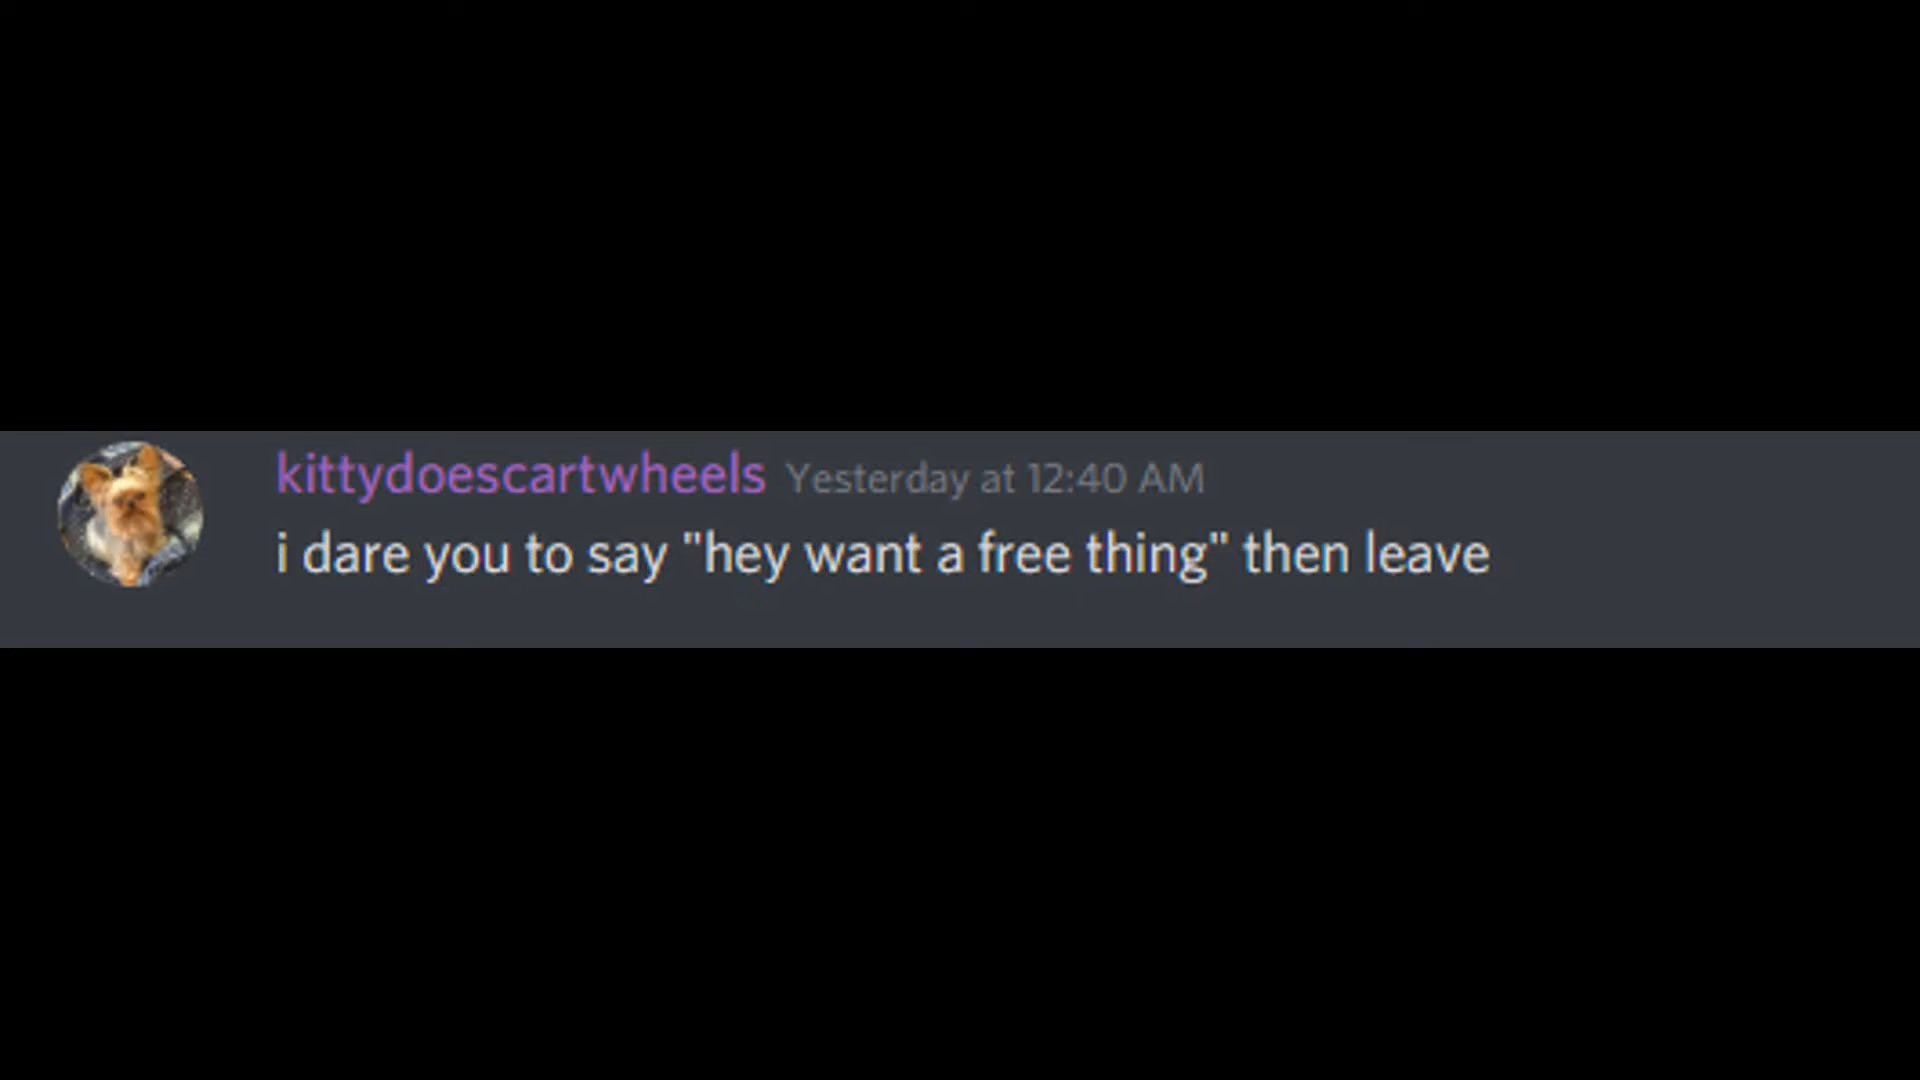 kittydoescartwheels Yesterday at 12:40 AM
i dare you to say "hey want a free thing" then leave